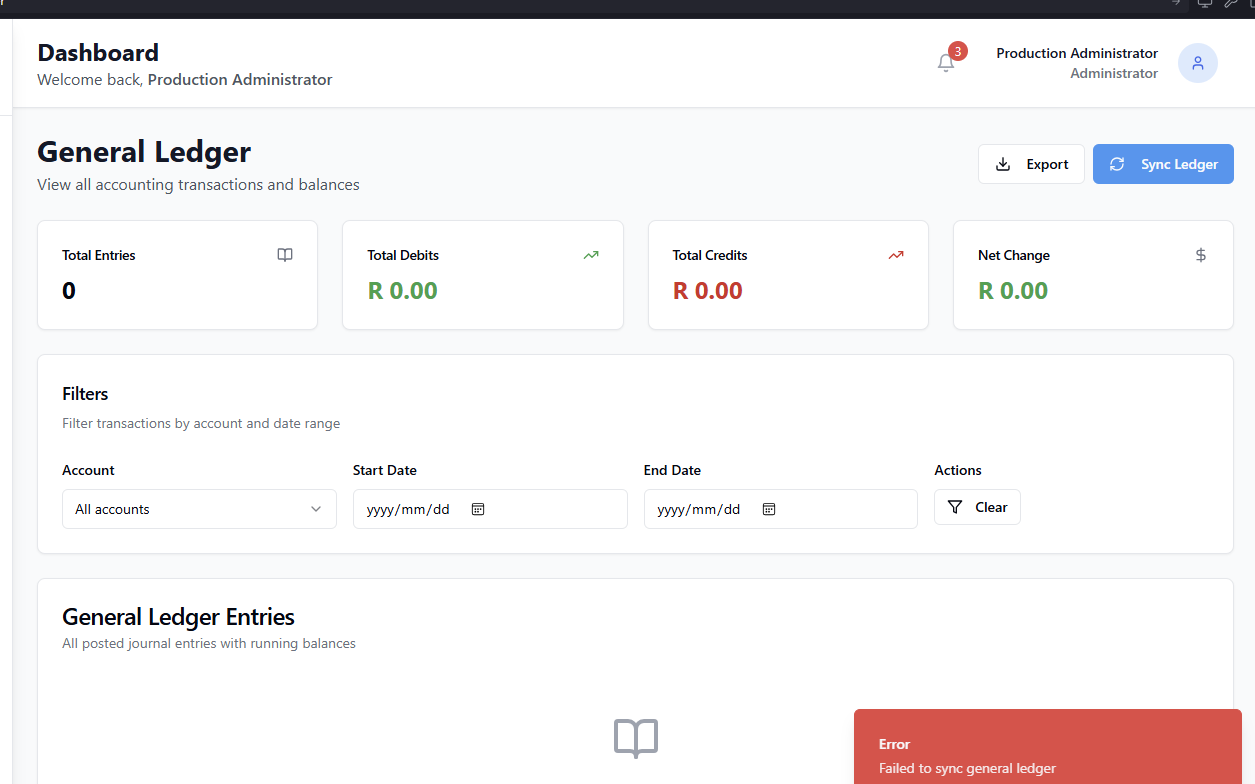 Dashboard
Welcome back, Production Administrator
3
Production Administrator
Administrator
General Ledger
View all accounting transactions and balances
Export
Sync Ledger
Total Entries
0
Total Debits
R 0.00
Total Credits
R 0.00
Net Change
R 0.00
Filters
Filter transactions by account and date range
Account
All accounts
Start Date
yyyy/mm/dd
End Date
yyyy/mm/dd
Actions
Clear
General Ledger Entries
All posted journal entries with running balances
Error
Failed to sync general ledger